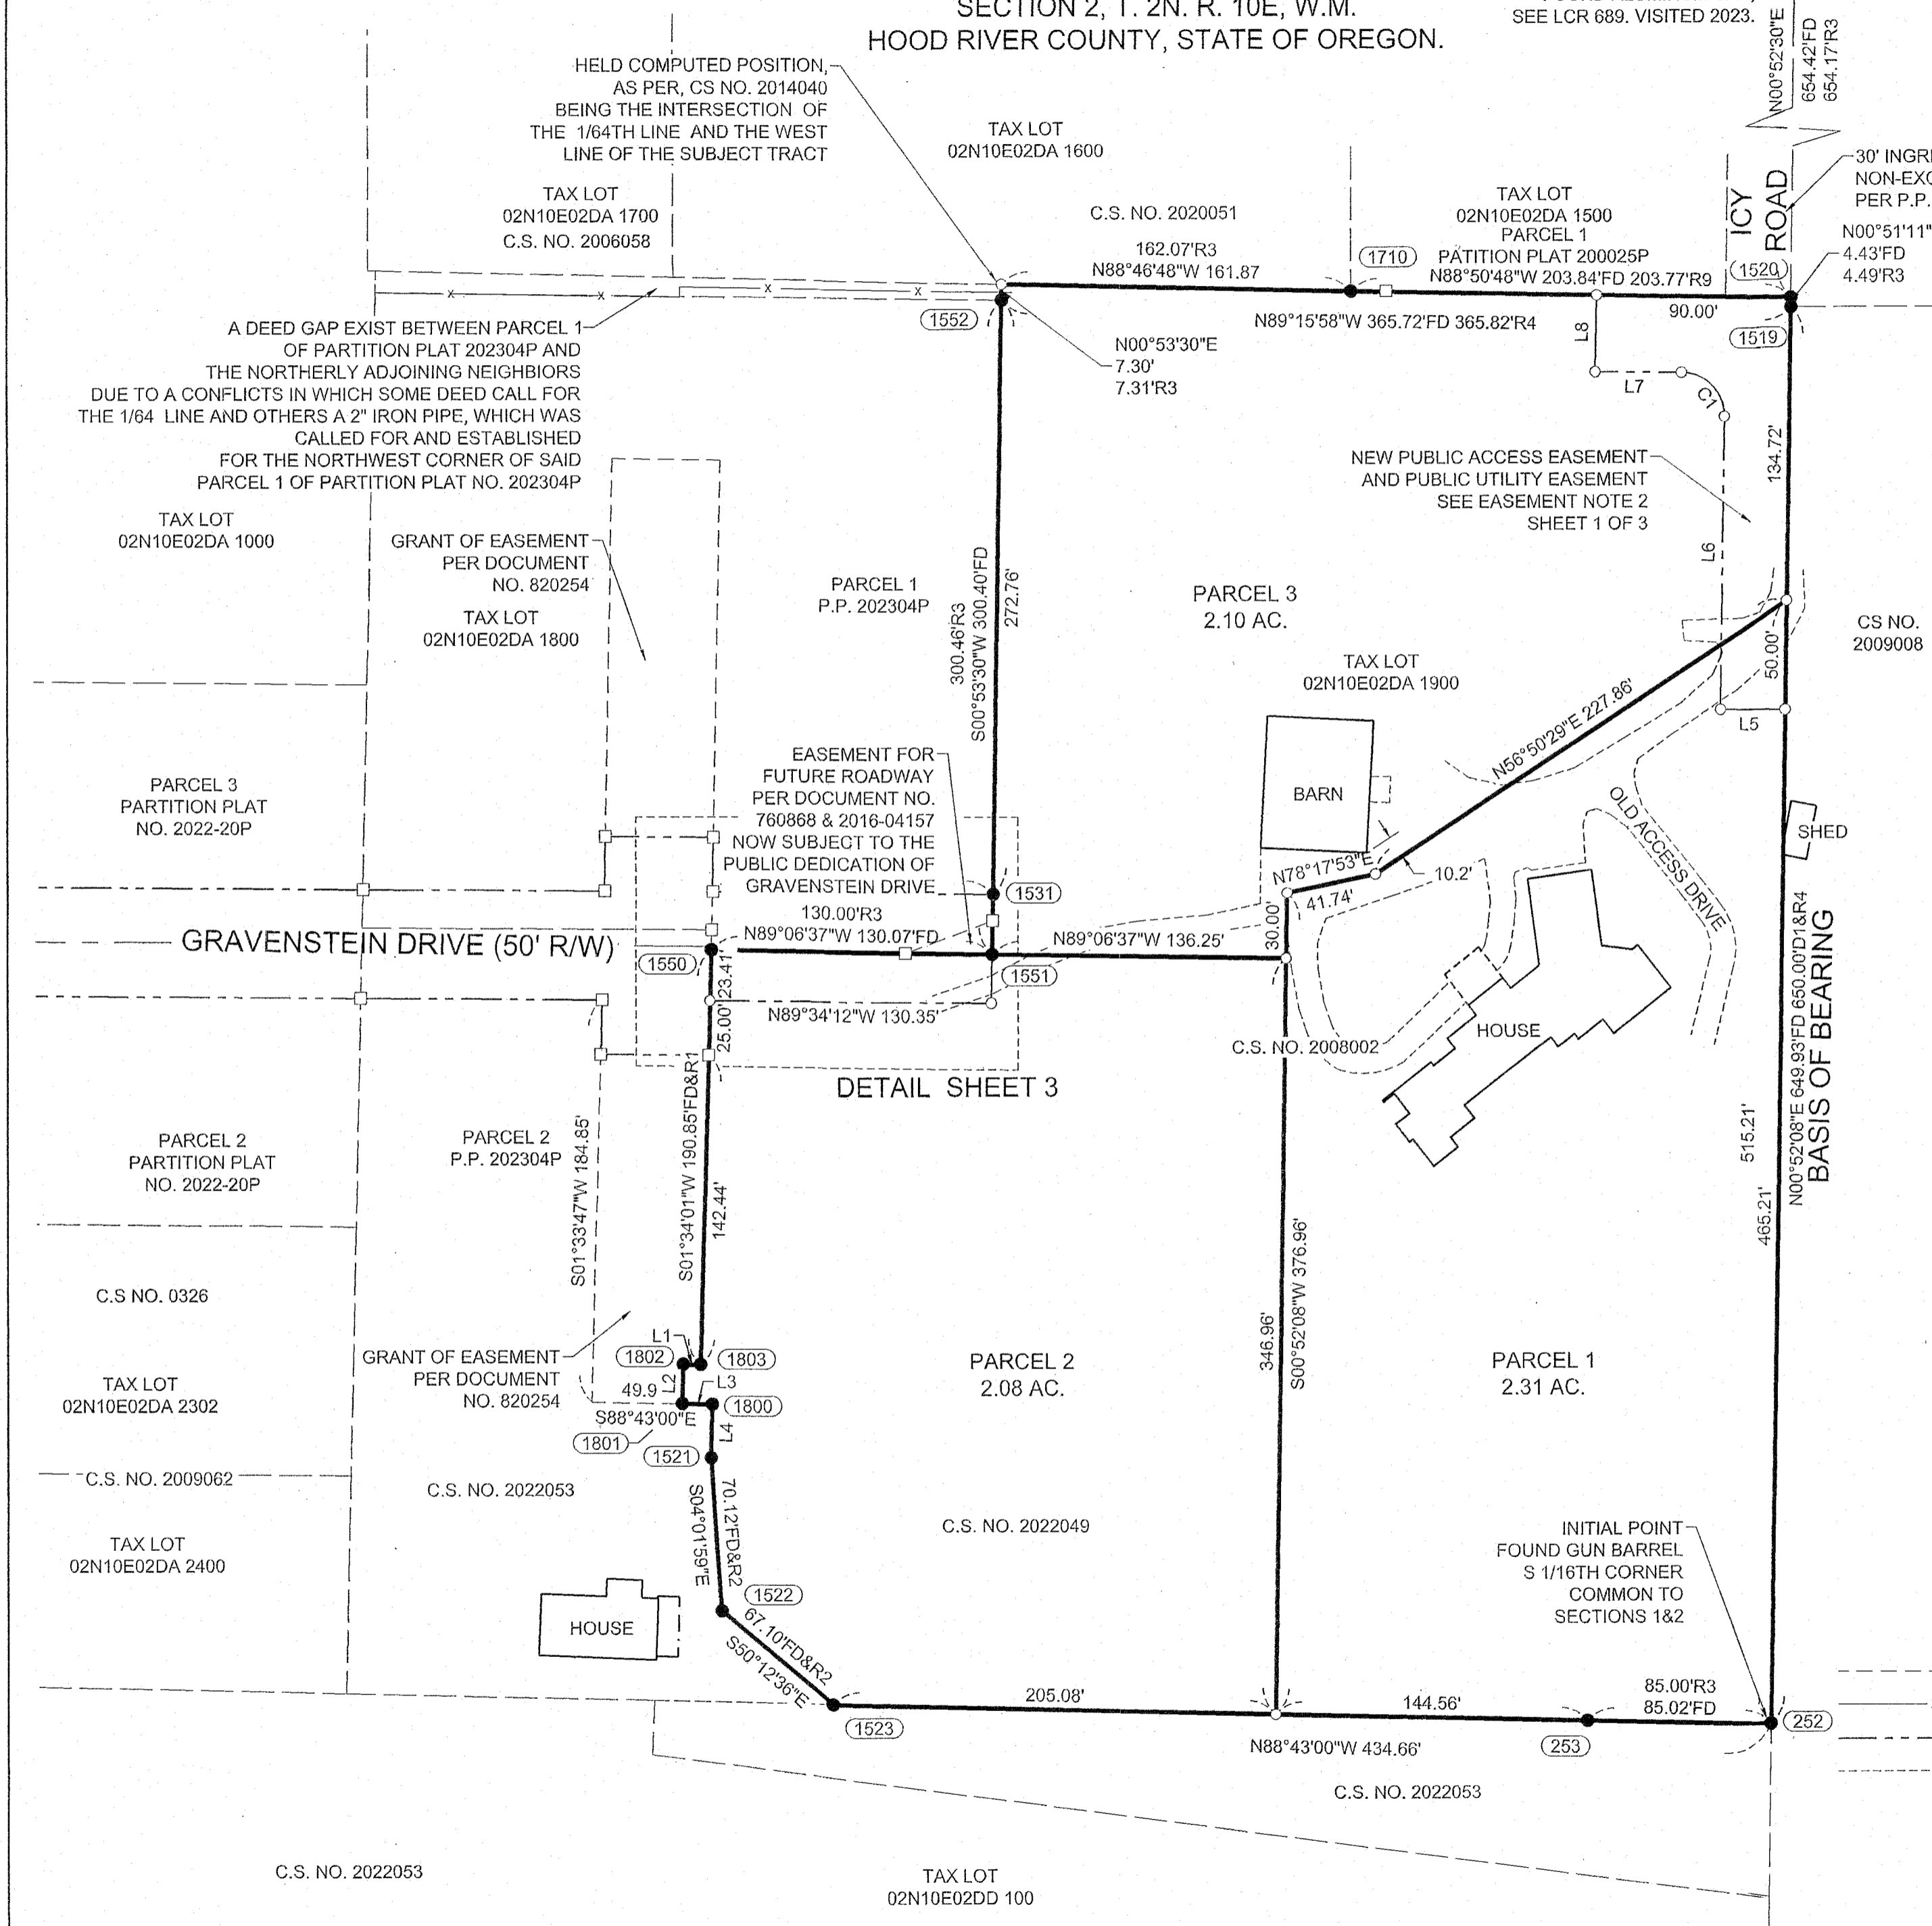 SECTION 2, T. 2N. R. 10E, W.M.
HOOD RIVER COUNTY, STATE OF OREGON.
SEE LCR 689. VISITED 2023.
N00°52'30"E
654.42'FD
654.17'R3
HELD COMPUTED POSITION,
AS PER, CS NO. 2014040
BEING THE INTERSECTION OF
THE 1/64TH LINE AND THE WEST
LINE OF THE SUBJECT TRACT
TAX LOT
02N10E02DA 1600
TAX LOT
02N10E02DA 1700
C.S. NO. 2006058
C.S. NO. 2020051
162.07'R3
N88°46'48"W 161.87
1710
TAX LOT
02N10E02DA 1500
PARCEL 1
PATITION PLAT 200025P
N88°50'48"W 203.84'FD 203.77'R9
ICY
ROAD
1520
30' INGR
NON-EX
PER P.P.
N00°51'11"
4.43'FD
4.49'R3
A DEED GAP EXIST BETWEEN PARCEL 1
OF PARTITION PLAT 202304P AND
THE NORTHERLY ADJOINING NEIGHBIORS
DUE TO A CONFLICTS IN WHICH SOME DEED CALL FOR
THE 1/64 LINE AND OTHERS A 2" IRON PIPE, WHICH WAS
CALLED FOR AND ESTABLISHED
FOR THE NORTHWEST CORNER OF SAID
PARCEL 1 OF PARTITION PLAT NO. 202304P
x x x
1552
N00°53'30"E
7.30'
7.31'R3
N89°15'58"W 365.72'FD 365.82'R4
90.00'
1519
L8
L7
C1
L6
134.72'
NEW PUBLIC ACCESS EASEMENT
AND PUBLIC UTILITY EASEMENT
SEE EASEMENT NOTE 2
SHEET 1 OF 3
TAX LOT
02N10E02DA 1000
GRANT OF EASEMENT
PER DOCUMENT
NO. 820254
TAX LOT
02N10E02DA 1800
PARCEL 1
P.P. 202304P
300.46'R3
S00°53'30"W 300.40'FD
272.76'
PARCEL 3
2.10 AC.
TAX LOT
02N10E02DA 1900
CS NO.
2009008
50.00'
L5
N56°50'29"E 227.86'
PARCEL 3
PARTITION PLAT
NO. 2022-20P
EASEMENT FOR
FUTURE ROADWAY
PER DOCUMENT NO.
760868 & 2016-04157
NOW SUBJECT TO THE
PUBLIC DEDICATION OF
GRAVENSTEIN DRIVE
BARN
OLD ACCESS DRIVE
SHED
N78°17'53"E
41.74'
10.2'
30.00'
1531
130.00'R3
N89°06'37"W 130.07'FD
N89°06'37"W 136.25'
GRAVENSTEIN DRIVE (50' R/W)
1550
1551
23.41'
25.00'
N89°34'12"W 130.35'
C.S. NO. 2008002
HOUSE
DETAIL SHEET 3
N00°52'08"E 649.93'FD 650.00'D1&R4
BASIS OF BEARING
515.21'
465.21'
PARCEL 2
PARTITION PLAT
NO. 2022-20P
PARCEL 2
P.P. 202304P
S01°33'47"W 184.85'
S01°34'01"W 190.85'FD&R1
142.44'
346.96'
S00°52'08"W 376.96'
C.S NO. 0326
GRANT OF EASEMENT
PER DOCUMENT
NO. 820254
L1
1802
1803
L2
49.9
L3
1800
S88°43'00"E
1801
L4
1521
TAX LOT
02N10E02DA 2302
PARCEL 2
2.08 AC.
PARCEL 1
2.31 AC.
C.S. NO. 2009062
C.S. NO. 2022053
TAX LOT
02N10E02DA 2400
HOUSE
70.12'FD&R2
S04°01'59"E
1522
67.10'FD&R2
S50°12'36"E
C.S. NO. 2022049
INITIAL POINT
FOUND GUN BARREL
S 1/16TH CORNER
COMMON TO
SECTIONS 1&2
205.08'
1523
144.56'
85.00'R3
85.02'FD
252
253
N88°43'00"W 434.66'
C.S. NO. 2022053
C.S. NO. 2022053
TAX LOT
02N10E02DD 100